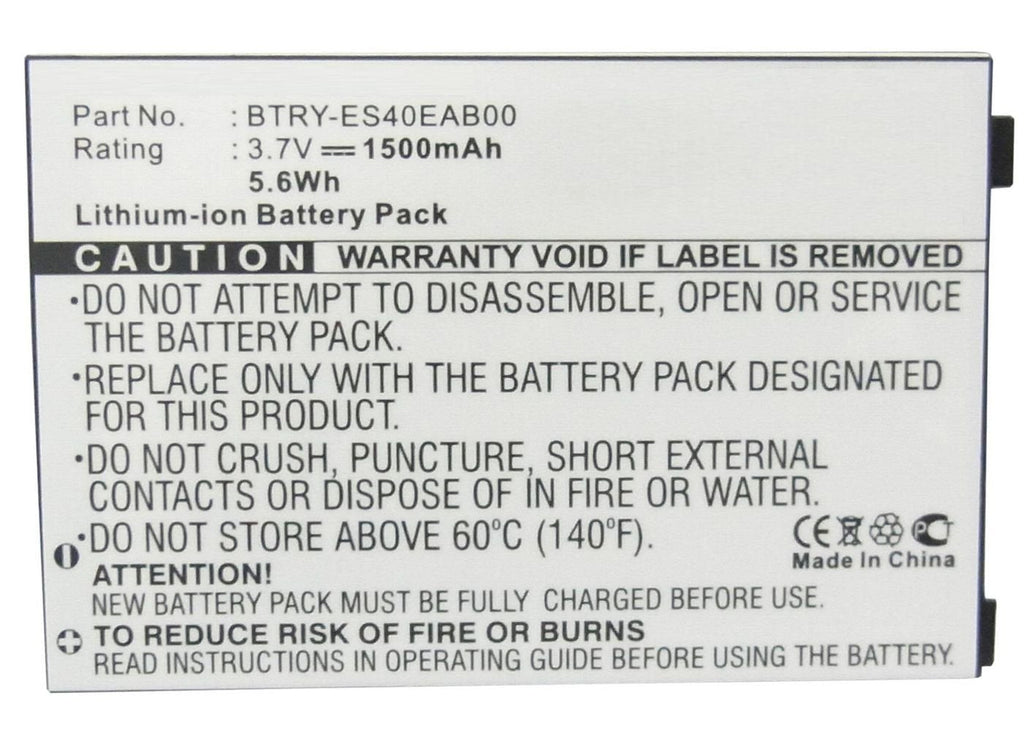 Part No. : BTRY-ES40EAB00
Rating : 3.7V ⎓ 1500mAh
5.6Wh
Lithium-ion Battery Pack
CAUTION WARRANTY VOID IF LABEL IS REMOVED
•DO NOT ATTEMPT TO DISASSEMBLE, OPEN OR SERVICE
THE BATTERY PACK.
•REPLACE ONLY WITH THE BATTERY PACK DESIGNATED
FOR THIS PRODUCT.
•DO NOT CRUSH, PUNCTURE, SHORT EXTERNAL
CONTACTS OR DISPOSE OF IN FIRE OR WATER.
•DO NOT STORE ABOVE 60°C (140°F).
CE PCT
Made In China
ATTENTION!
NEW BATTERY PACK MUST BE FULLY CHARGED BEFORE USE.
TO REDUCE RISK OF FIRE OR BURNS
READ INSTRUCTIONS IN OPERATING GUIDE BEFORE USING THE BATTERY.